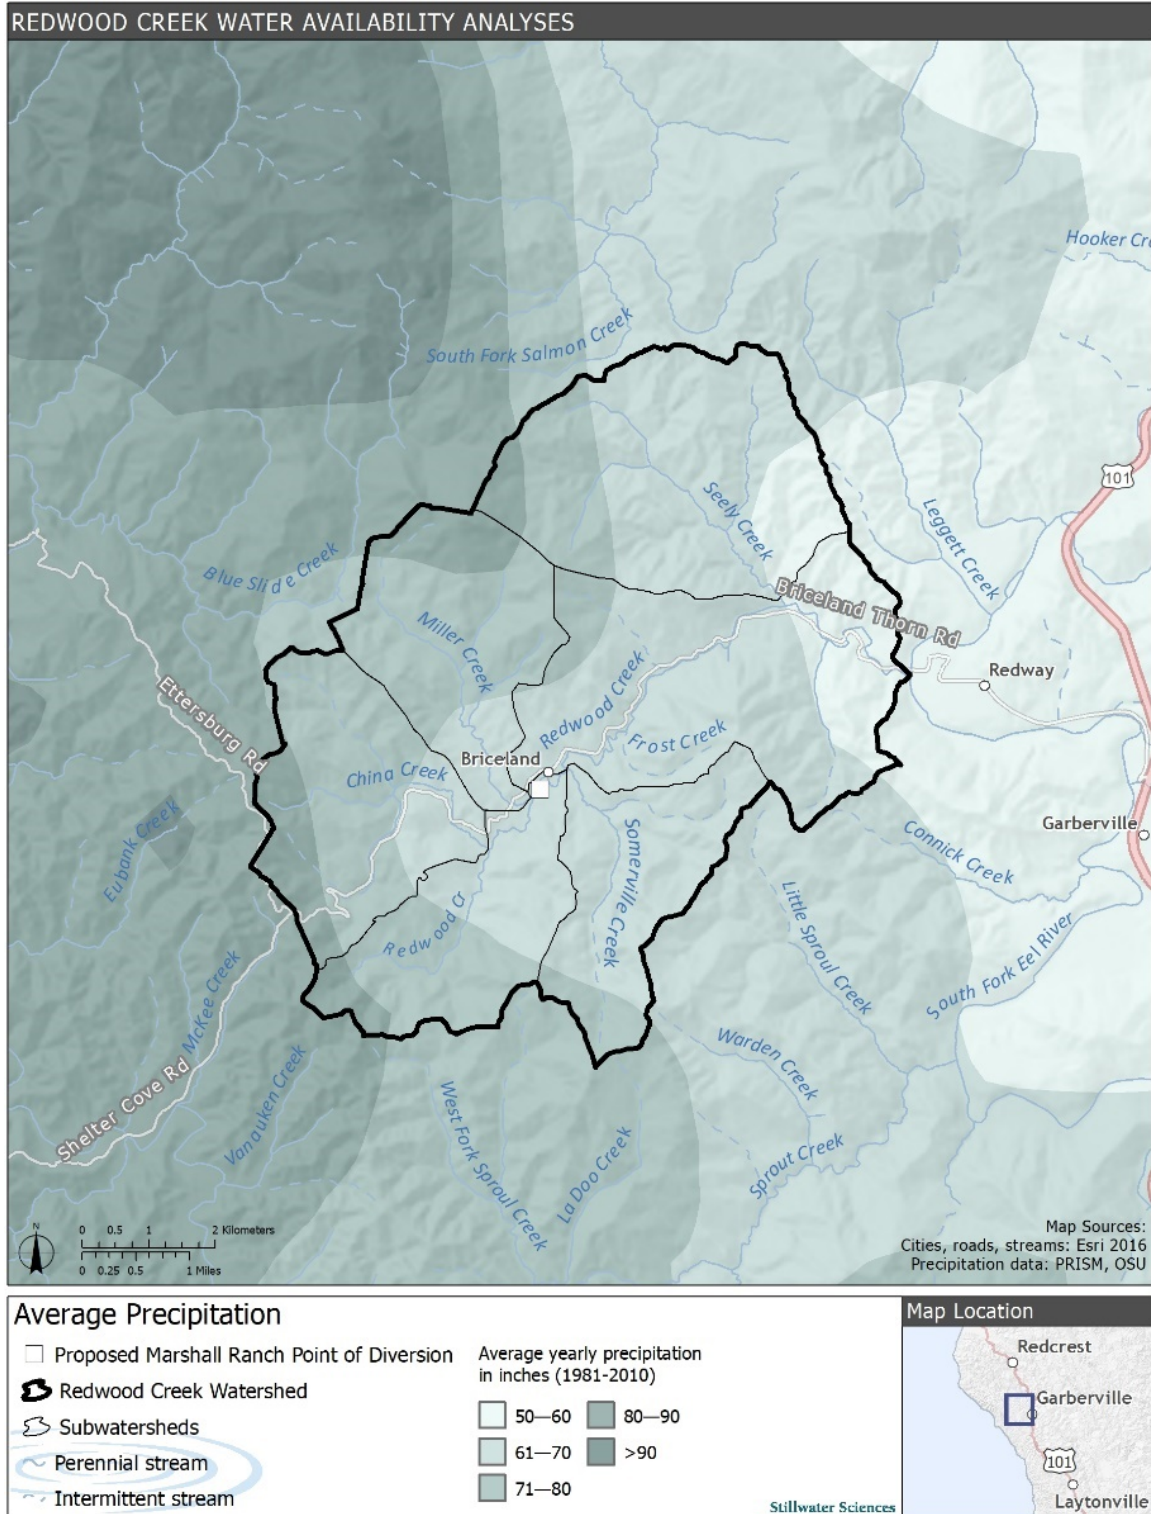 REDWOOD CREEK WATER AVAILABILITY ANALYSES
Hooker Cre
South Fork Salmon Creek
101
Seely Creek
Leggett Creek
Blue Slide Creek
Briceland Thorn Rd
Miller Creek
Redwood Creek
Redway
Ettersburg Rd
Frost Creek
Briceland
China Creek
Garberville
Eubank Creek
Somerville Creek
Connick Creek
Little Sproul Creek
Redwood Cr
South Fork Eel River
McKee Creek
Warden Creek
Shelter Cove Rd
Vanauken Creek
West Fork Sproul Creek
La Doo Creek
Sprout Creek
N
0 0.5 1 2 Kilometers
0 0.25 0.5 1 Miles
Map Sources:
Cities, roads, streams: Esri 2016
Precipitation data: PRISM, OSU
Average Precipitation
Proposed Marshall Ranch Point of Diversion
Redwood Creek Watershed
Subwatersheds
Perennial stream
Intermittent stream
Average yearly precipitation
in inches (1981-2010)
50—60
61—70
71—80
80—90
>90
Stillwater Sciences
Map Location
Redcrest
Garberville
101
Laytonville